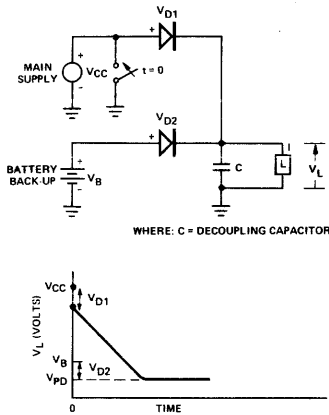 VD1
+
MAIN
SUPPLY
+
VCC
-
t = 0
VD2
+
BATTERY
BACK-UP
+
VB
-
C
I
L
VL
WHERE: C = DECOUPLING CAPACITOR
VL (VOLTS)
VCC
VD1
VB
VD2
VPD
0
TIME